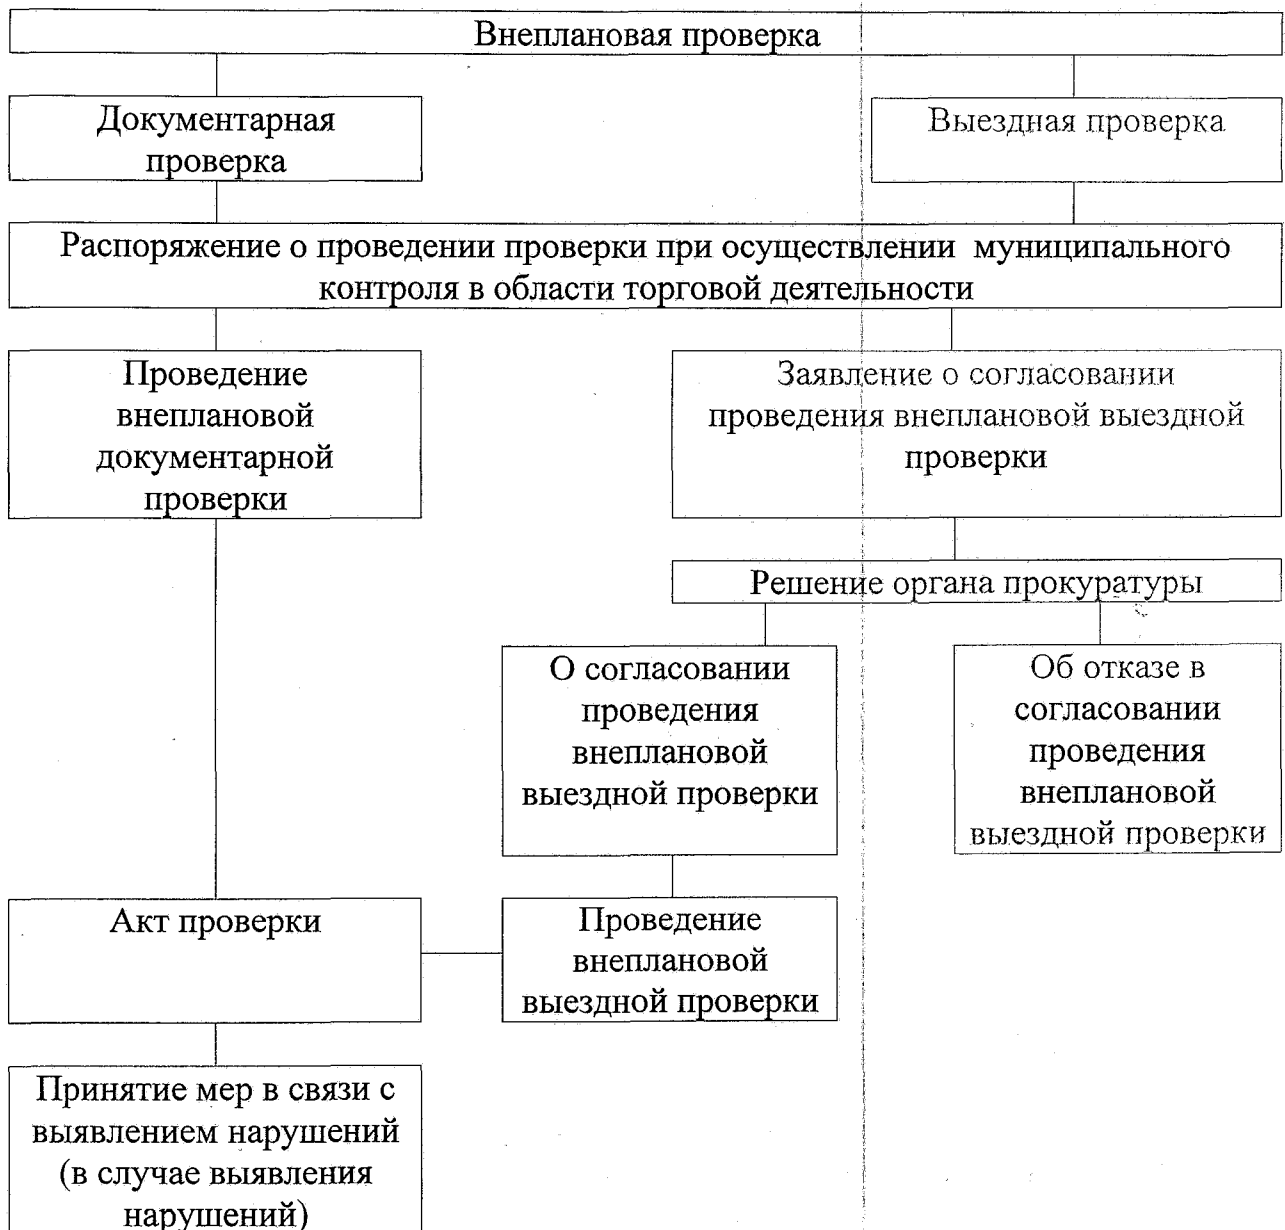 Внеплановая проверка
Документарная
проверка
Выездная проверка
Распоряжение о проведении проверки при осуществлении муниципального
контроля в области торговой деятельности
Проведение
внеплановой
документарной
проверки
Заявление о согласовании
проведения внеплановой выездной
проверки
Решение органа прокуратуры
О согласовании
проведения
внеплановой
выездной проверки
Об отказе в
согласовании
проведения
внеплановой
выездной проверки
Акт проверки
Проведение
внеплановой
выездной проверки
Принятие мер в связи с
выявлением нарушений
(в случае выявления
нарушений)